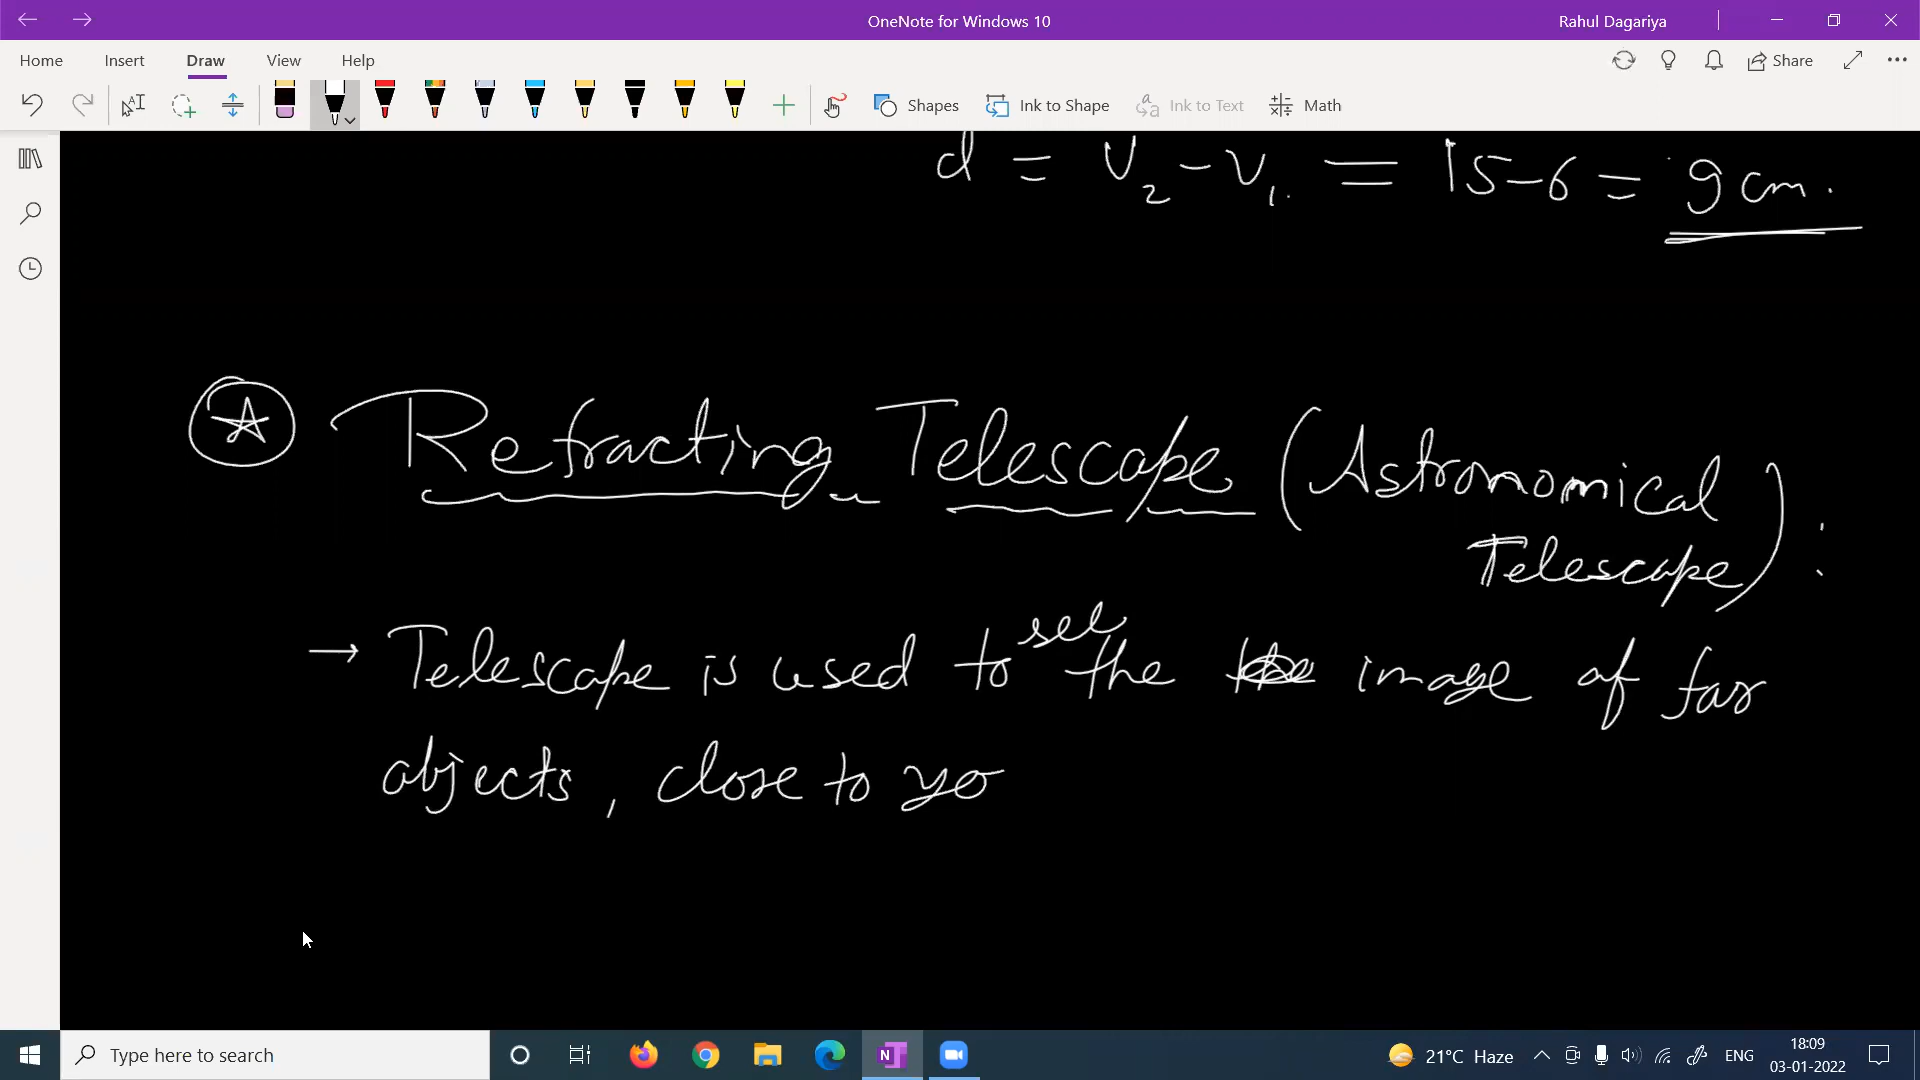 OneNote for Windows 10
Rahul Dagariya
Home Insert Draw View Help
Share
Shapes Ink to Shape Ink to Text Math
d = V2 - V1. = 15-6 = 9 cm.
Refracting Telescope (Astronomical
Telescope) :
→ Telescope is used to see the image of far
objects, close to yo
Type here to search
N
21°C Haze
ENG
18:09
03-01-2022